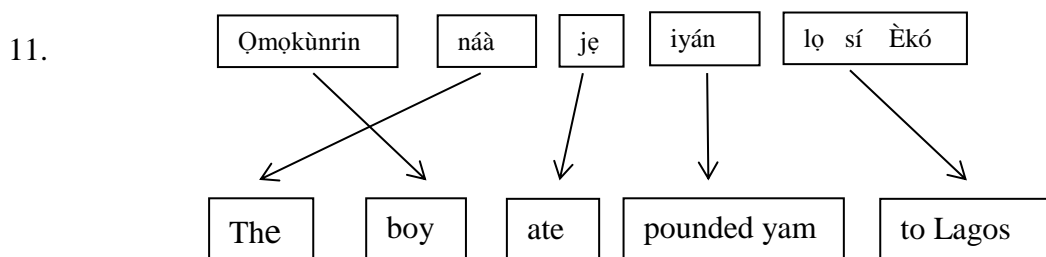 11. Ọmọkùnrin náà jẹ iyán lọ sí Èkó
The boy ate pounded yam to Lagos